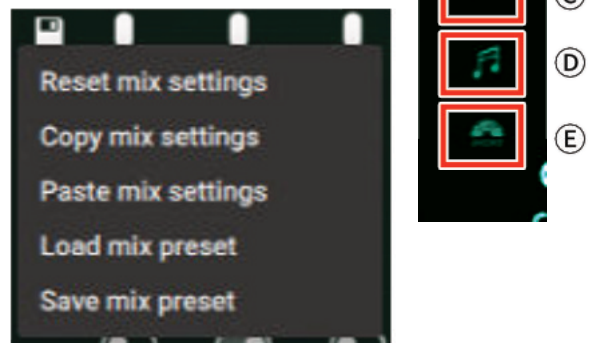 Reset mix settings
Copy mix settings
Paste mix settings
Load mix preset
Save mix preset
D
E